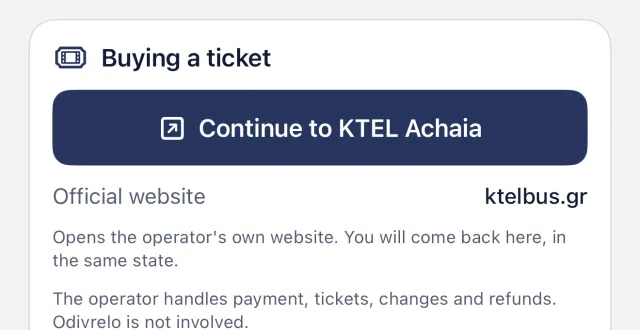 Buying a ticket
Continue to KTEL Achaia
Official website ktelbus.gr
Opens the operator's own website. You will come back here, in
the same state.
The operator handles payment, tickets, changes and refunds.
Odivrelo is not involved.